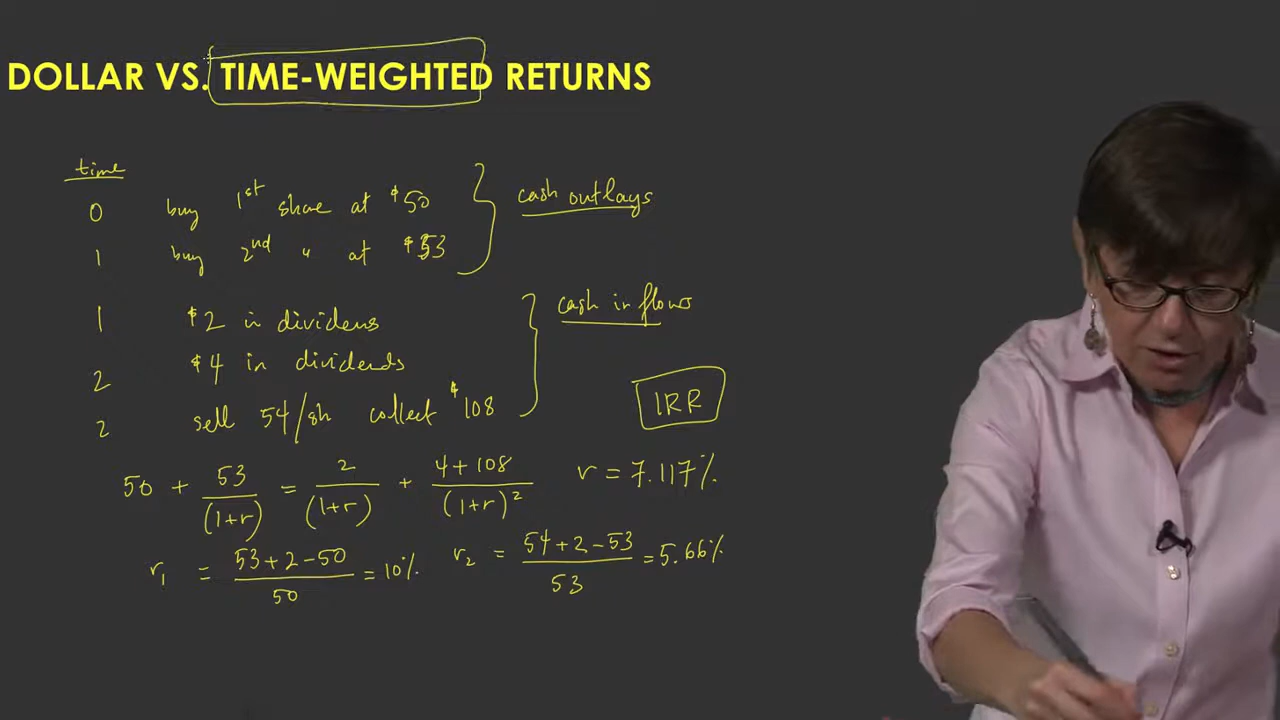 DOLLAR VS. TIME-WEIGHTED RETURNS
time
0 buy 1st share at $50
1 buy 2nd " at $53
cash outlays
1 $2 in dividens
2 $4 in dividends
2 sell 54/sh collect $108
cash inflows
IRR
50 + 53/(1+r) = 2/(1+r) + (4+108)/(1+r)² r = 7.117%
r₁ = (53+2-50)/50 = 10% r₂ = (54+2-53)/53 = 5.66%